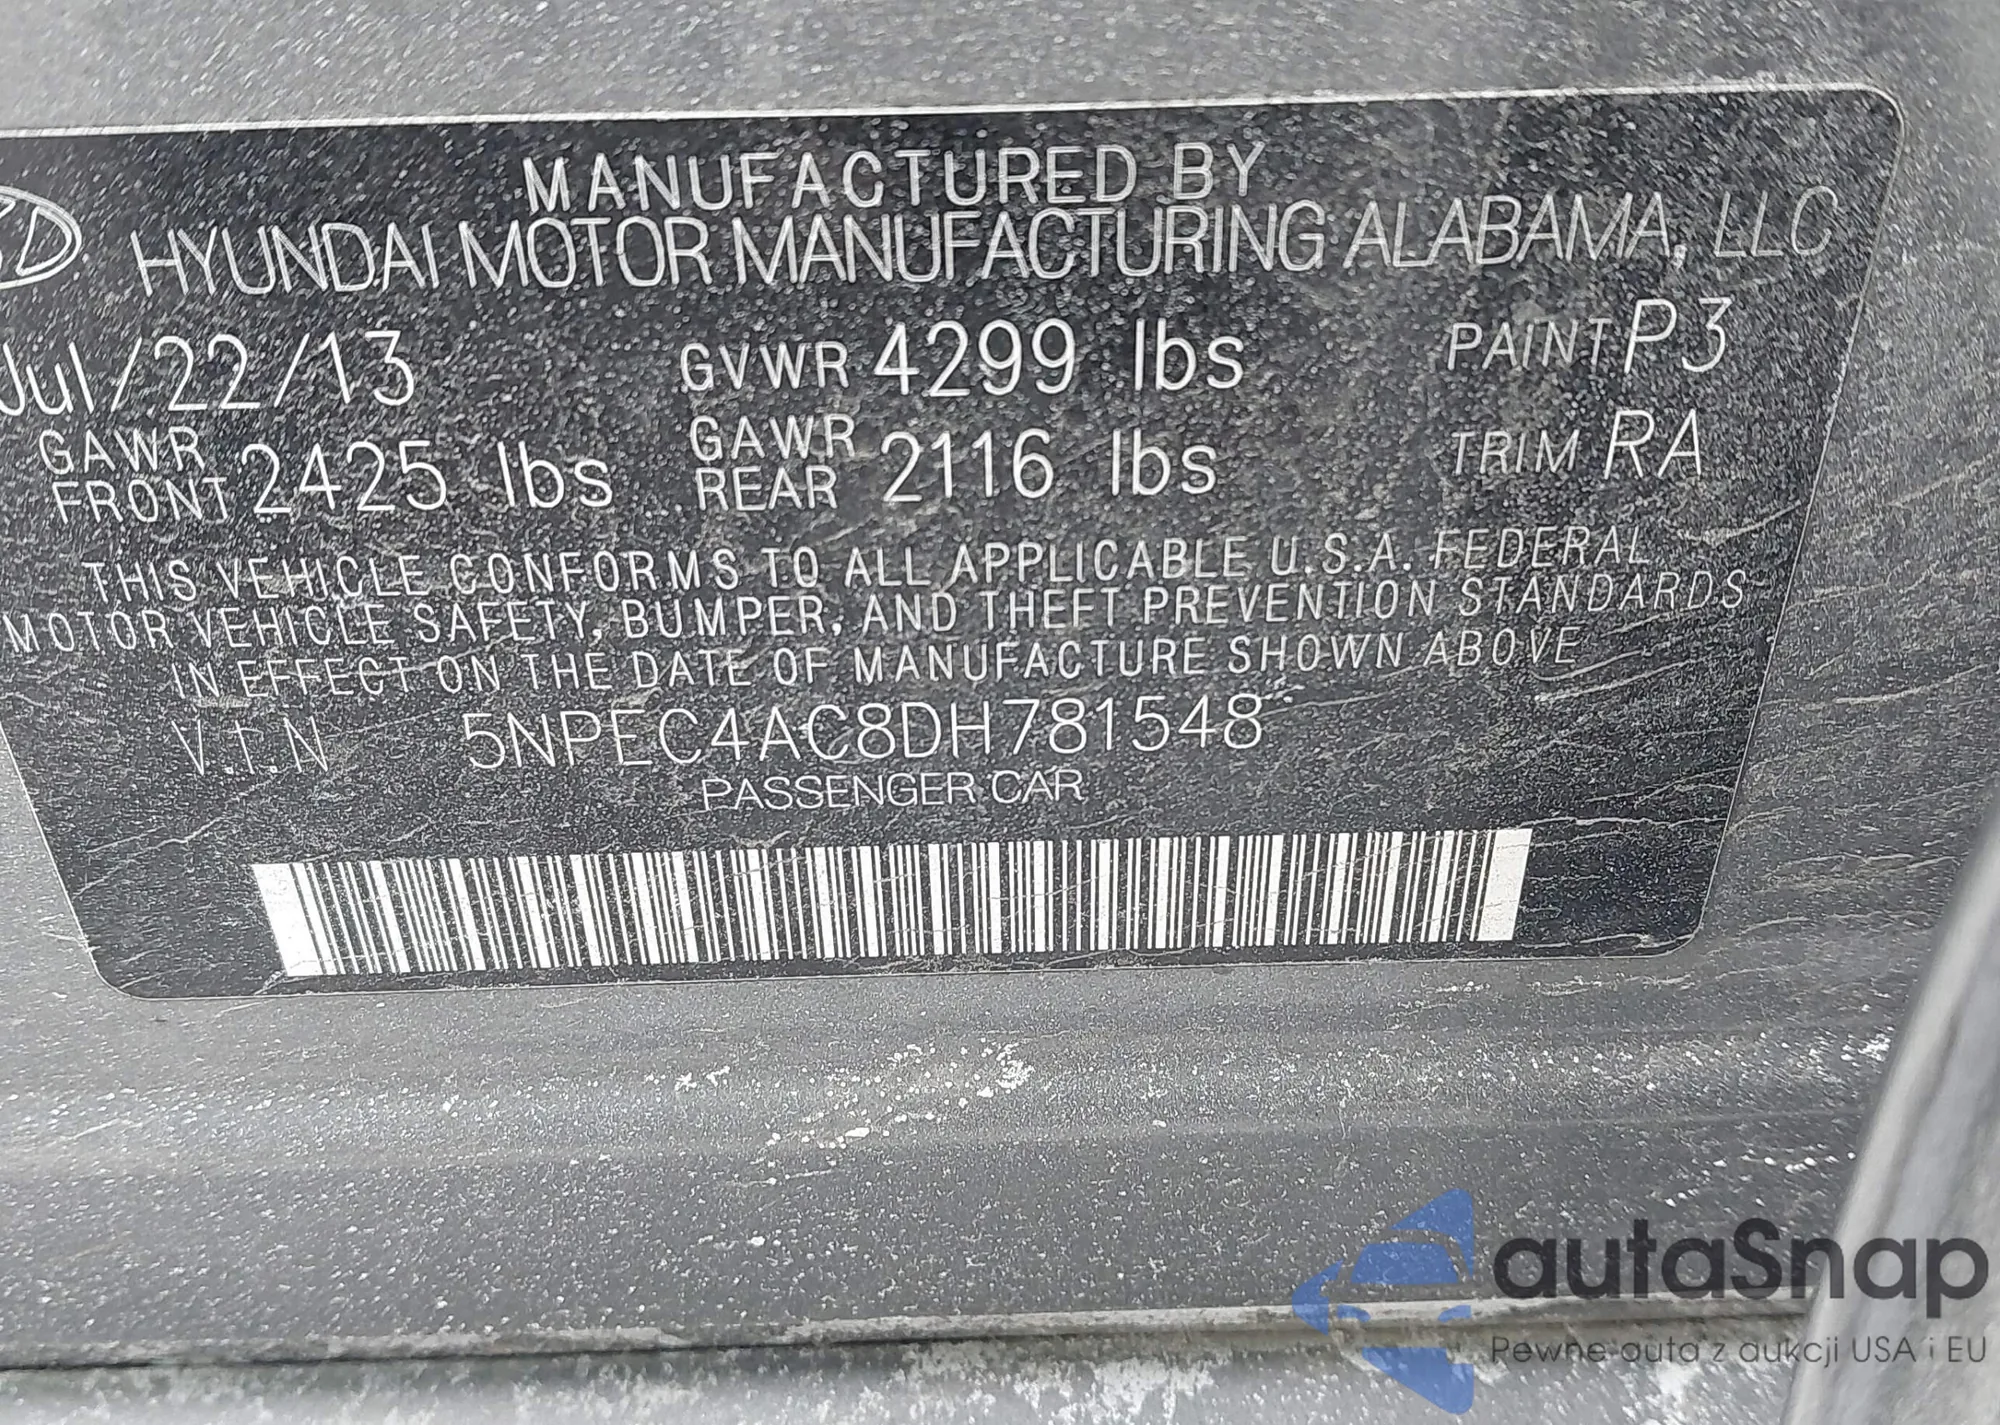 MANUFACTURED BY
HYUNDAI MOTOR MANUFACTURING ALABAMA, LLC
Jul/22/13 GVWR 4299 lbs PAINT P3
GAWR FRONT 2425 lbs GAWR REAR 2116 lbs TRIM RA
THIS VEHICLE CONFORMS TO ALL APPLICABLE U.S.A. FEDERAL
MOTOR VEHICLE SAFETY, BUMPER, AND THEFT PREVENTION STANDARDS
IN EFFECT ON THE DATE OF MANUFACTURE SHOWN ABOVE
V.I.N 5NPEC4AC8DH781548
PASSENGER CAR
autaSnap
Pewne auta z aukcji USA i EU